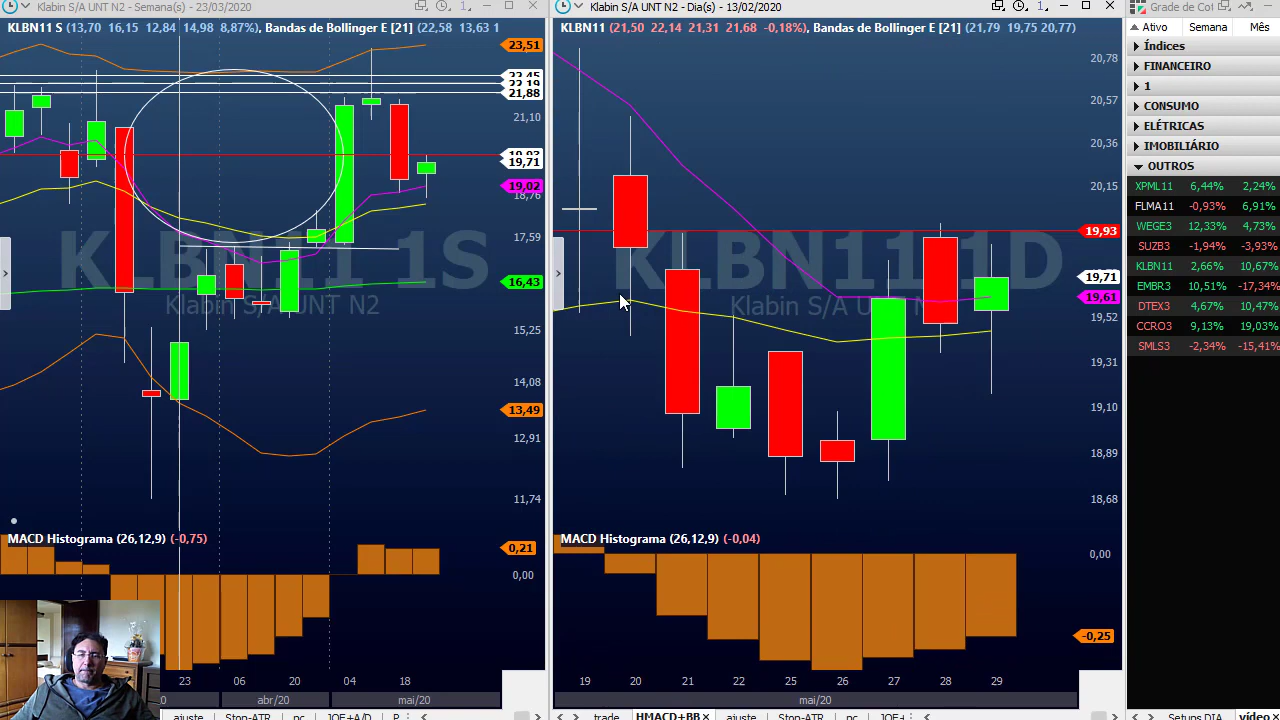 Klabin S/A UNT N2 - Semana(s) - 23/03/2020
KLBN11 S (13,70 16,15 12,84 14,98 8,87%), Bandas de Bollinger E [21] (22,58 13,63 1
KLBN11 1S
Klabin S/A UNT N2
23,51
22,45
22,19
21,88
21,10
19,93
19,71
19,02
18,76
17,59
16,43
15,25
14,08
13,49
12,91
11,74
MACD Histograma (26,12,9) (-0,75)
0,21
0,00
23 06 20 04 18
abr/20 mai/20
ajuste Stop-ATR pc JOE+A/D P
Klabin S/A UNT N2 - Dia(s) - 13/02/2020
KLBN11 (21,50 22,14 21,31 21,68 -0,18%), Bandas de Bollinger E [21] (21,79 19,75 20,77)
KLBN11 1D
Klabin S/A UNT N
20,78
20,57
20,36
20,15
19,93
19,71
19,61
19,52
19,31
19,10
18,89
18,68
MACD Histograma (26,12,9) (-0,04)
0,00
-0,25
19 20 21 22 25 26 27 28 29
mai/20
trade HMACD+BB ajuste Stop-ATR pc JOE+
Grade de Cot
Ativo Semana Mês
Índices
FINANCEIRO
1
CONSUMO
ELÉTRICAS
IMOBILIÁRIO
OUTROS
XPML11 6,44% 2,24%
FLMA11 -0,93% 6,91%
WEGE3 12,33% 4,73%
SUZB3 -1,94% -3,93%
KLBN11 2,66% 10,67%
EMBR3 10,51% -17,34%
DTEX3 4,67% 10,47%
CCRO3 9,13% 19,03%
SMLS3 -2,34% -15,41%
Setups DIA vídeo